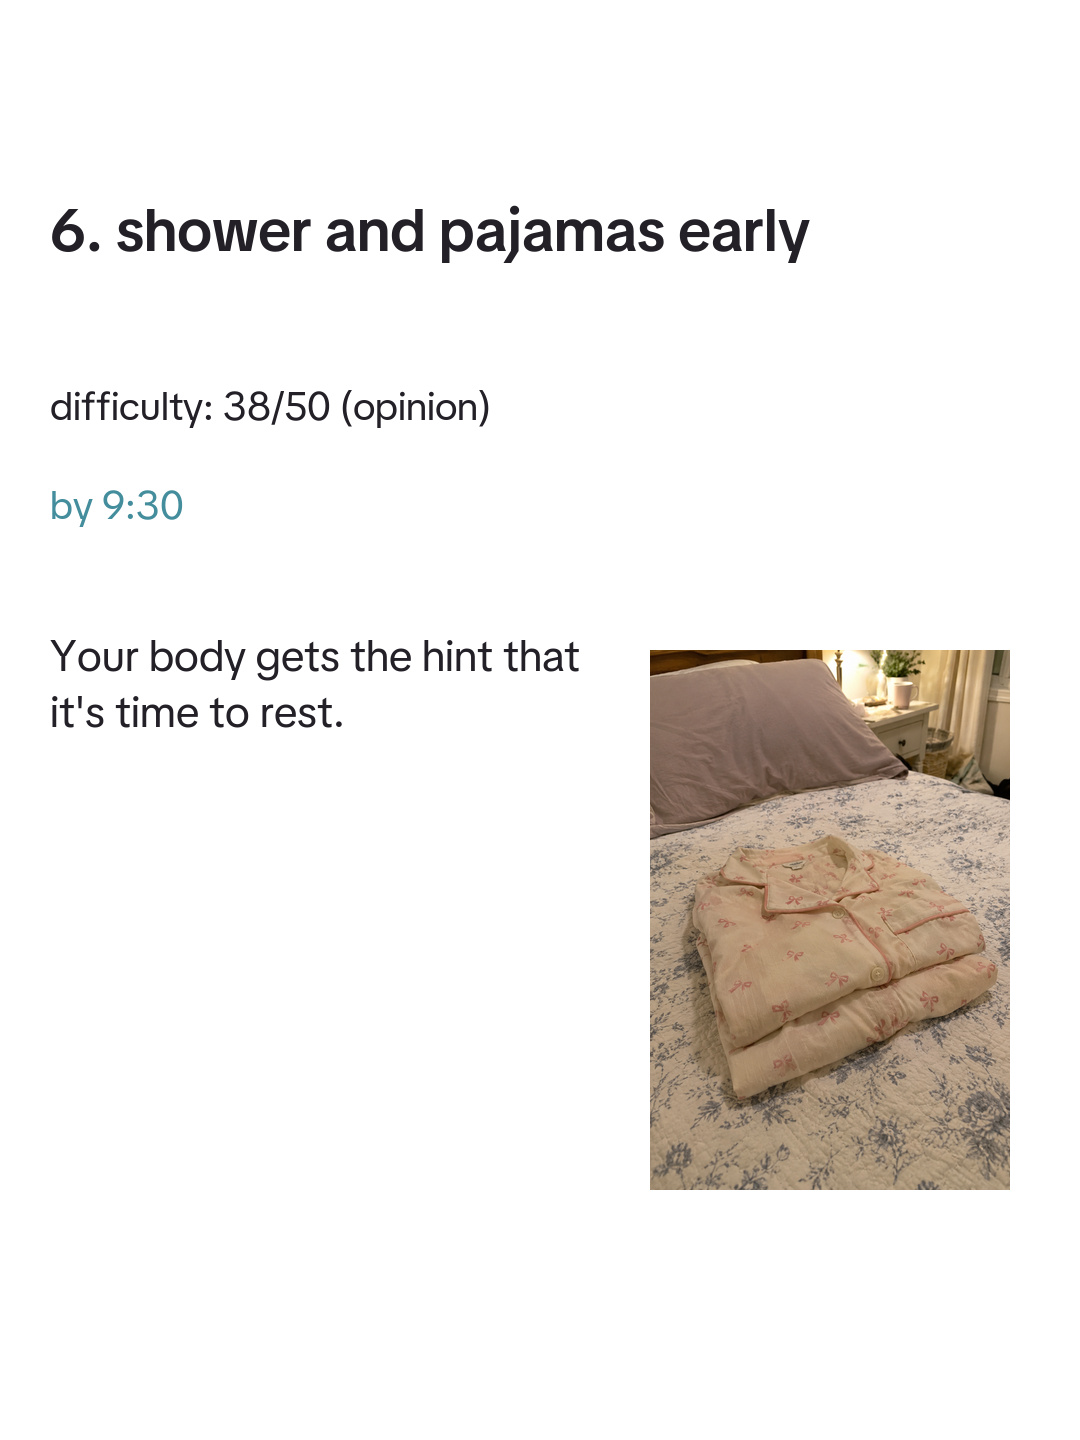 6. shower and pajamas early
difficulty: 38/50 (opinion)
by 9:30
Your body gets the hint that
it's time to rest.